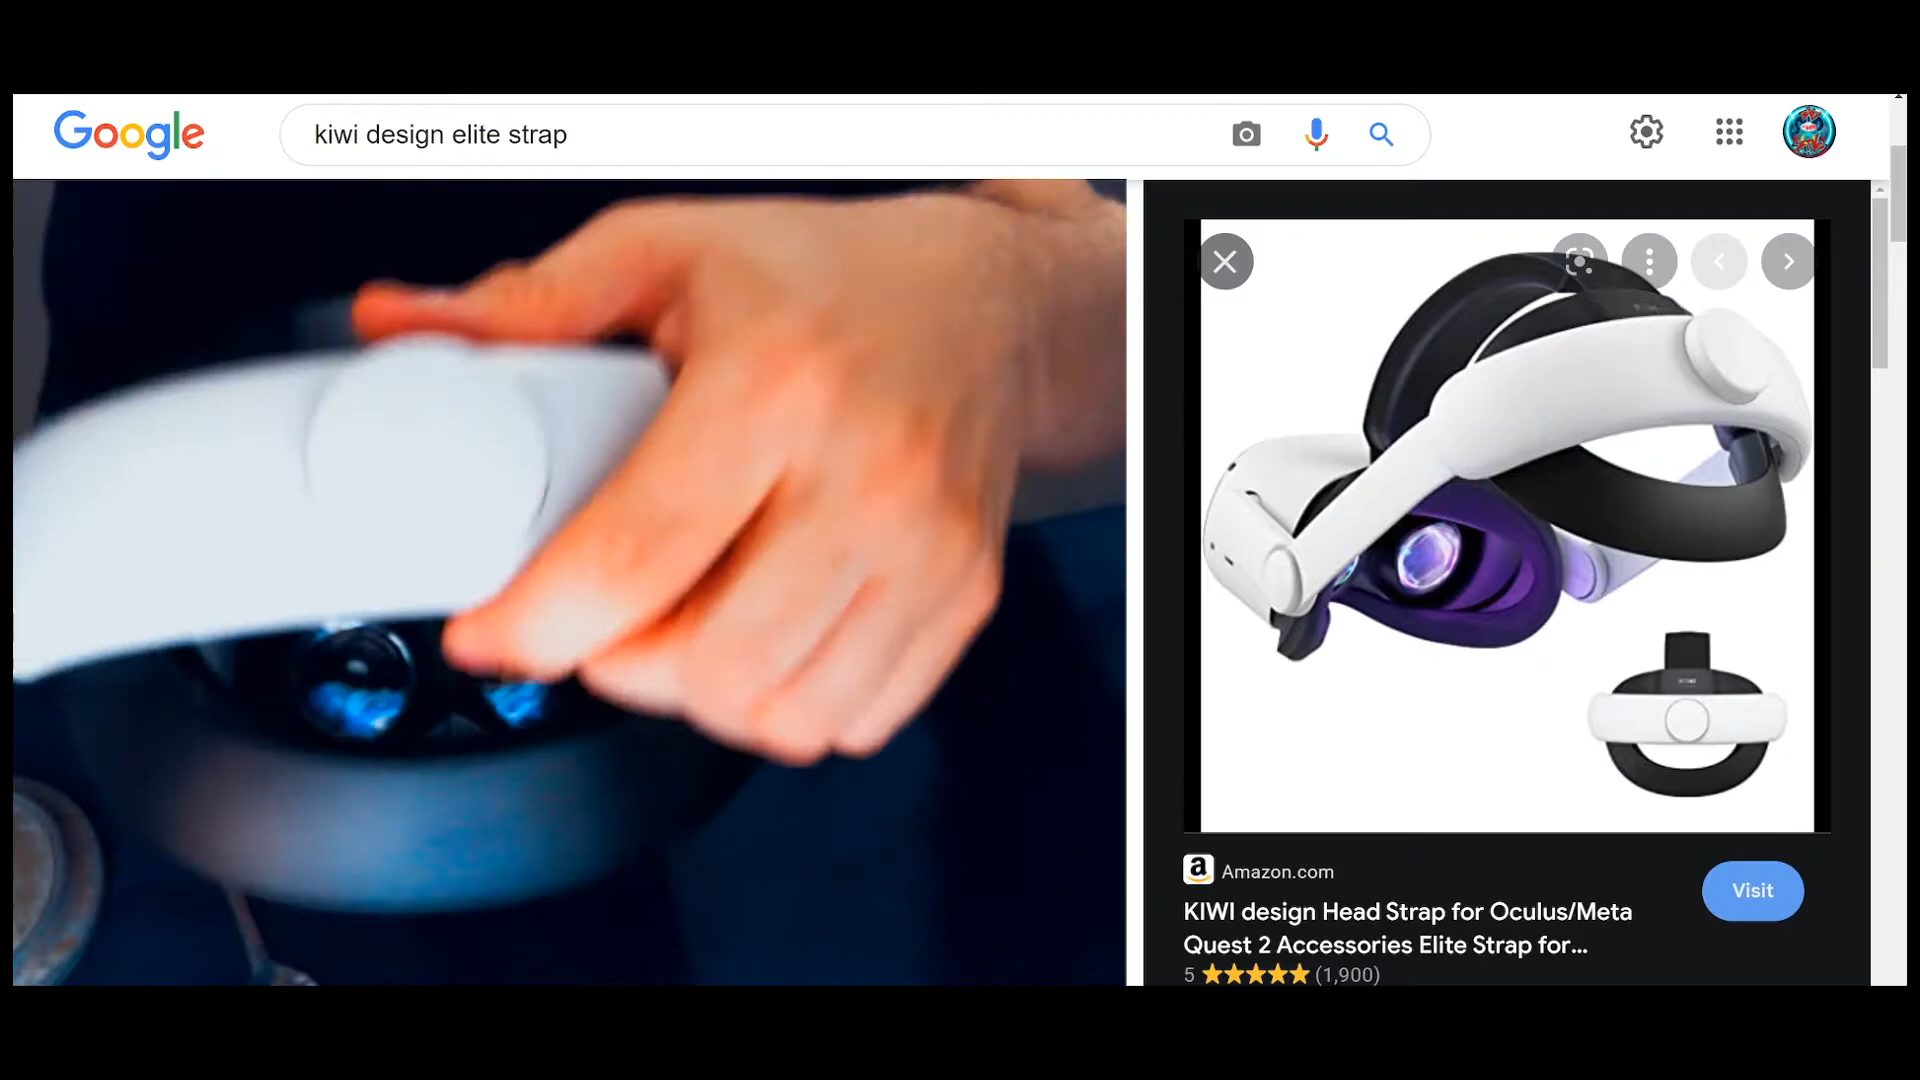 Google
kiwi design elite strap
Amazon.com
Visit
KIWI design Head Strap for Oculus/Meta
Quest 2 Accessories Elite Strap for...
5 (1,900)